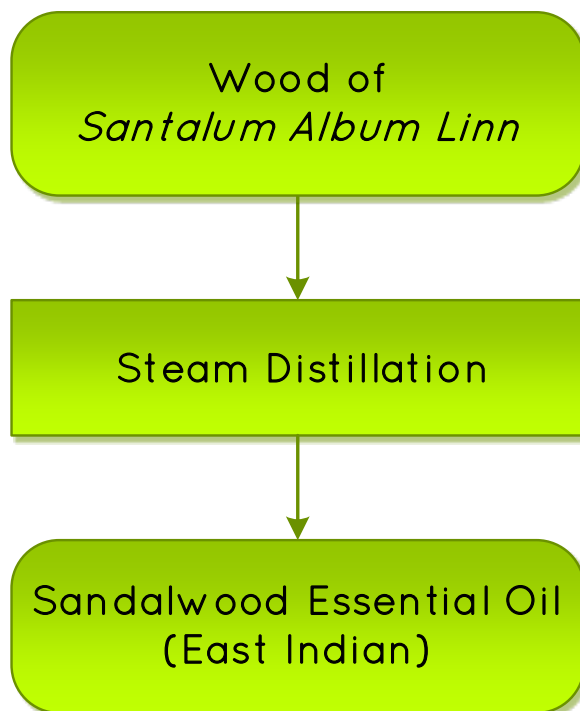 Wood of
Santalum Album Linn
Steam Distillation
Sandalwood Essential Oil
(East Indian)